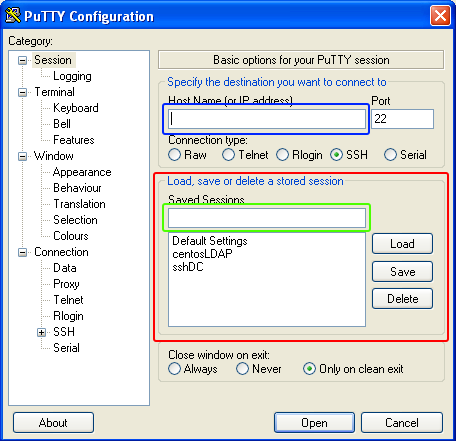 PuTTY Configuration
Category:
Session
Logging
Terminal
Keyboard
Bell
Features
Window
Appearance
Behaviour
Translation
Selection
Colours
Connection
Data
Proxy
Telnet
Rlogin
SSH
Serial
Basic options for your PuTTY session
Specify the destination you want to connect to
Host Name (or IP address) Port
22
Connection type:
Raw Telnet Rlogin SSH Serial
Load, save or delete a stored session
Saved Sessions
Default Settings
centosLDAP
sshDC
Load
Save
Delete
Close window on exit:
Always Never Only on clean exit
About Open Cancel